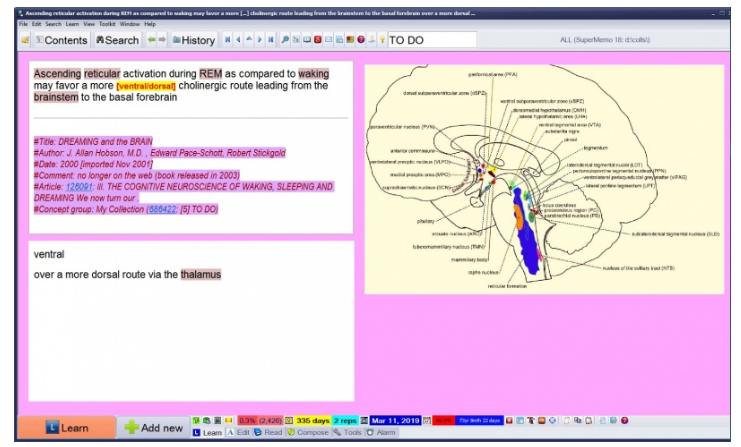 Ascending reticular activation during REM as compared to waking may favor a more [...] cholinergic route leading from the brainstem to the basal forebrain over a more dorsal ...
File Edit Search Learn View Toolkit Window Help
Contents Search History TO DO ALL (SuperMemo 18: d:\colls\)
Ascending reticular activation during REM as compared to waking
may favor a more [ventral/dorsal] cholinergic route leading from the
brainstem to the basal forebrain
#Title: DREAMING and the BRAIN
#Author: J. Allan Hobson, M.D. , Edward Pace-Schott, Robert Stickgold
#Date: 2000 [imported Nov 2001]
#Comment: no longer on the web (book released in 2003)
#Article: 126091: III. THE COGNITIVE NEUROSCIENCE OF WAKING, SLEEPING AND
DREAMING We now turn our .
#Concept group: My Collection (686422: [5] TO DO)
ventral
over a more dorsal route via the thalamus
perifornical area (PFA)
dorsal subparaventricular zone (dSPZ)
ventral subparaventricular zone (vSPZ)
dorsomedial hypothalamus (DMH)
lateral hypothalamic area (LHA)
ventral tegmental area (VTA)
substantia nigra
pineal
tegmentum
paraventricular nucleus (PVN)
anterior commissure
ventrolateral preoptic nucleus (VLPO)
medial preoptic area (MPO)
suprachiasmatic nucleus (SCN)
laterodorsal tegmental nucleus (LDT)
pedunculopontine tegmental nucleus (PPN)
ventrolateral periaqueductal grey matter (vlPAG)
lateral pontine tegmentum (LPT)
locus coeruleus
precoeruleus region (PC)
parabrachial nucleus (PB)
pituitary
arcuate nucleus (ARC)
sublaterodorsal tegmental nucleus (SLD)
tuberomammillary nucleus (TMN)
mammillary body
raphe nucleus
nucleus of the solitary tract (NTS)
reticular formation
Learn Add new
0.3% (2,426) 335 days 2 reps Mar 11, 2019
Learn Edit Read Compose Tools Alarm